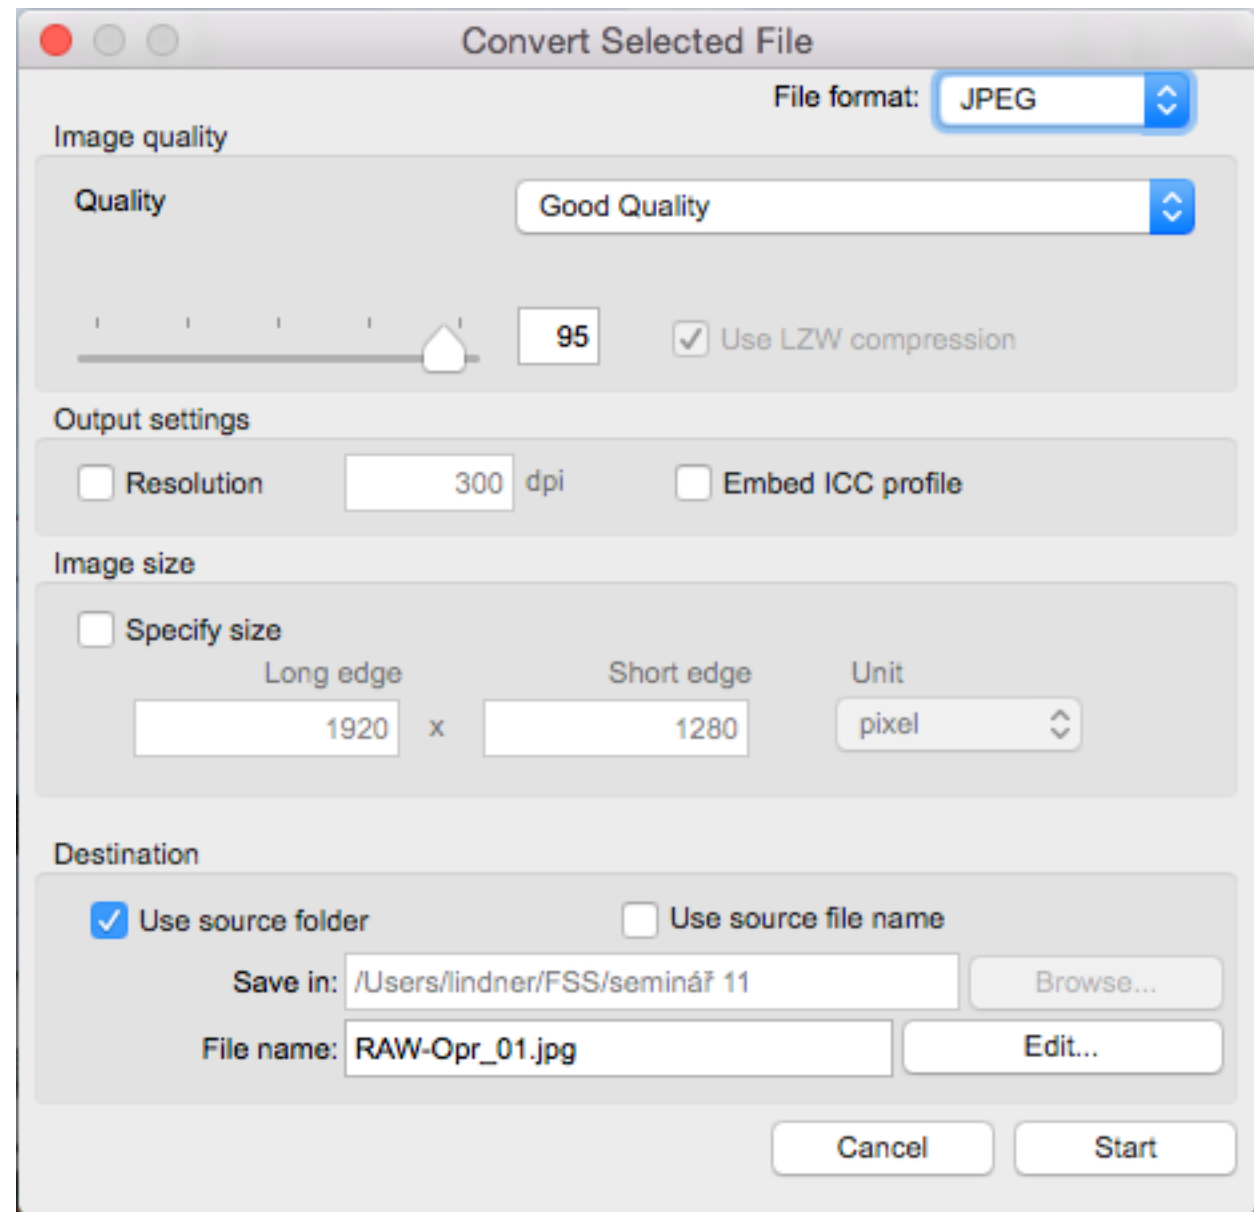 Convert Selected File
File format: JPEG
Image quality
Quality Good Quality
95 Use LZW compression
Output settings
Resolution 300 dpi Embed ICC profile
Image size
Specify size
Long edge Short edge Unit
1920 x 1280 pixel
Destination
Use source folder Use source file name
Save in: /Users/lindner/FSS/seminář 11 Browse...
File name: RAW-Opr_01.jpg Edit...
Cancel Start